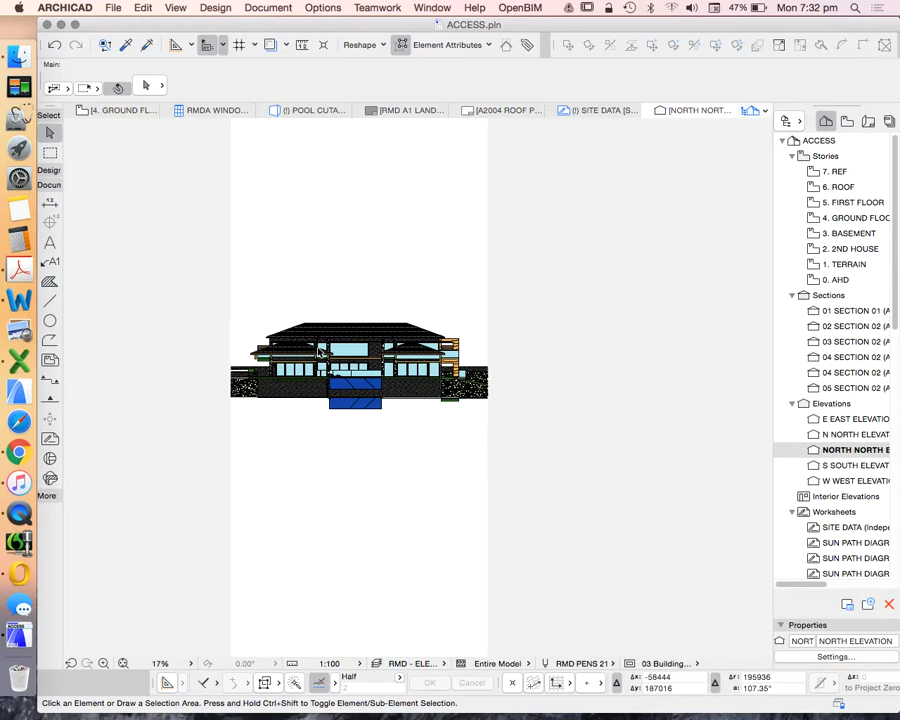 ARCHICAD File Edit View Design Document Options Teamwork Window Help OpenBIM 47% Mon 7:32 pm
ACCESS.pln
Reshape Element Attributes
Main:
[4. GROUND FL... RMDA WINDO... (!) POOL CUTA... [RMD A1 LAND... [A2004 ROOF P... (!) SITE DATA [S... [NORTH NORT...
Select
Design
Docun
1.2
A
A1
More
ACCESS
Stories
7. REF
6. ROOF
5. FIRST FLOOR
4. GROUND FLOO
3. BASEMENT
2. 2ND HOUSE
1. TERRAIN
0. AHD
Sections
01 SECTION 01 (A
02 SECTION 02 (A
03 SECTION 02 (A
04 SECTION 02 (A
04 SECTION 02 (A
05 SECTION 02 (A
Elevations
E EAST ELEVATIO
N NORTH ELEVAT
NORTH NORTH E
S SOUTH ELEVAT
W WEST ELEVATI
Interior Elevations
Worksheets
SITE DATA (Indepe
SUN PATH DIAGR
SUN PATH DIAGR
SUN PATH DIAGR
Properties
NORT NORTH ELEVATION
Settings...
17% 0.00° 1:100 RMD - ELE... Entire Model RMD PENS 21 03 Building...
Half
2
OK Cancel
Δx: -58444
Δy: 187016
195936
a: 107.35°
0
to Project Zero
Click an Element or Draw a Selection Area. Press and Hold Ctrl+Shift to Toggle Element/Sub-Element Selection.